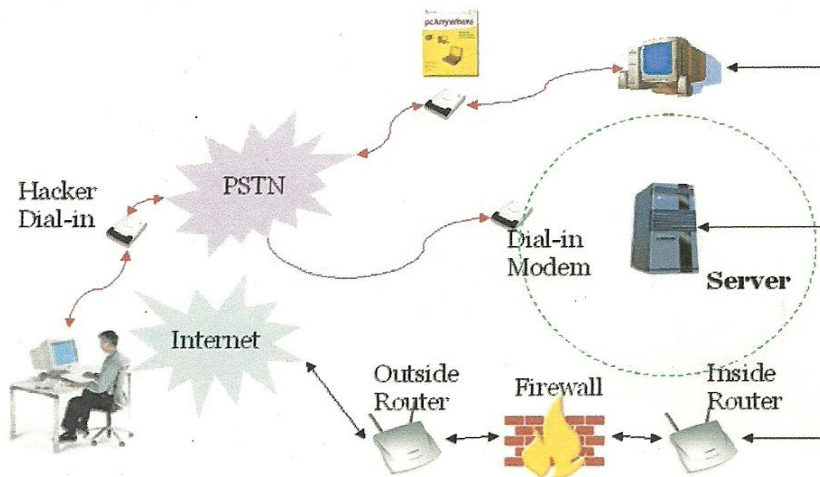 pcAnywhere
PSTN
Hacker
Dial-in
Dial-in
Modem
Server
Internet
Outside
Router
Firewall
Inside
Router